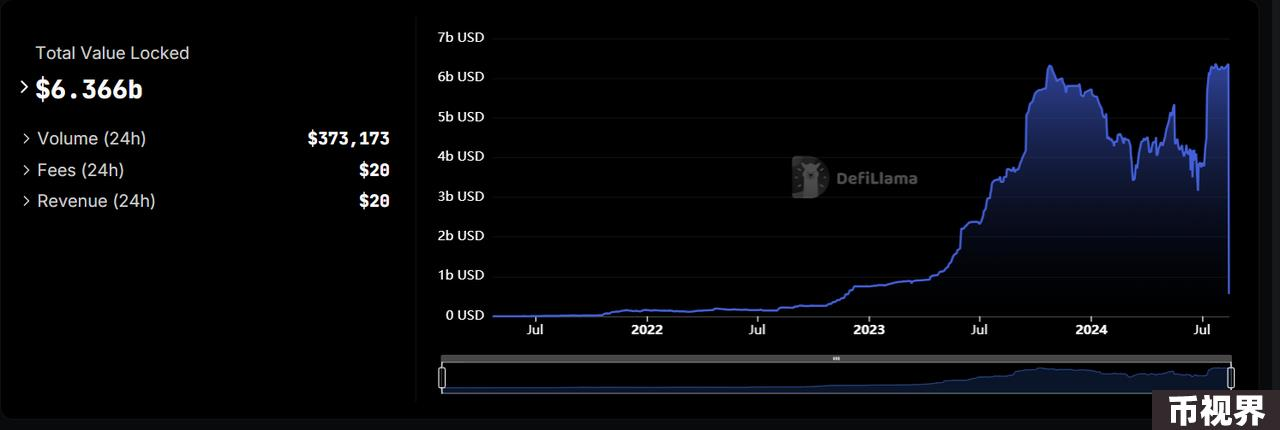 Total Value Locked
$6.366b
Volume (24h) $373,173
Fees (24h) $20
Revenue (24h) $20
7b USD
6b USD
5b USD
4b USD
3b USD
2b USD
1b USD
0 USD
DefiLlama
Jul 2022 Jul 2023 Jul 2024 Jul
币视界